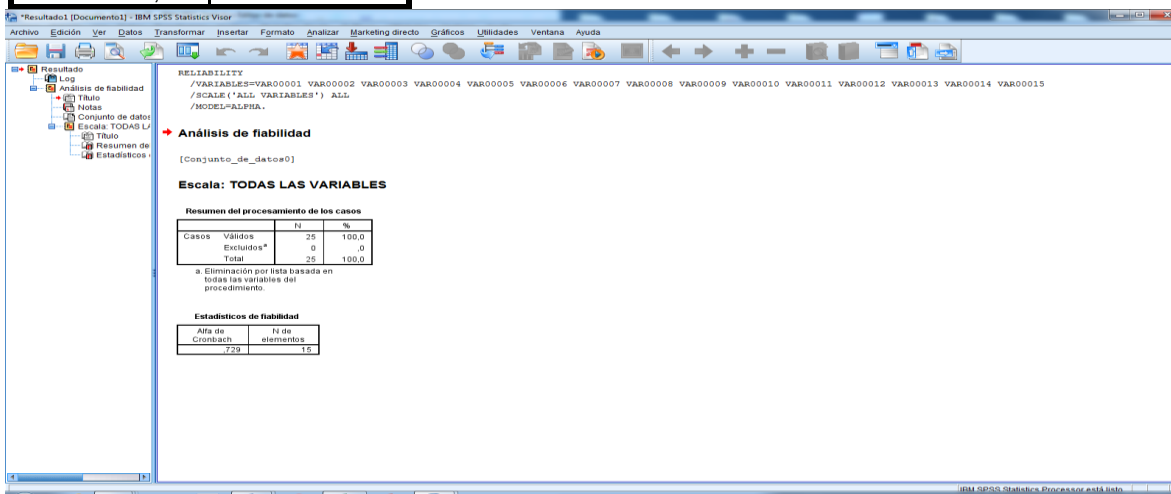 *Resultado1 [Documento1] - IBM SPSS Statistics Visor
Archivo Edición Ver Datos Transformar Insertar Formato Analizar Marketing directo Gráficos Utilidades Ventana Ayuda
Resultado
Log
Análisis de fiabilidad
Título
Notas
Conjunto de datos
Escala: TODAS LA
Título
Resumen de
Estadísticos
RELIABILITY
/VARIABLES=VAR00001 VAR00002 VAR00003 VAR00004 VAR00005 VAR00006 VAR00007 VAR00008 VAR00009 VAR00010 VAR00011 VAR00012 VAR00013 VAR00014 VAR00015
/SCALE('ALL VARIABLES') ALL
/MODEL=ALPHA.
Análisis de fiabilidad
[Conjunto_de_datos0]
Escala: TODAS LAS VARIABLES
Resumen del procesamiento de los casos
N %
Casos Válidos 25 100,0
Excluidosa 0 ,0
Total 25 100,0
a. Eliminación por lista basada en
todas las variables del
procedimiento.
Estadísticos de fiabilidad
Alfa de N de
Cronbach elementos
,729 15
IBM SPSS Statistics Processor está listo